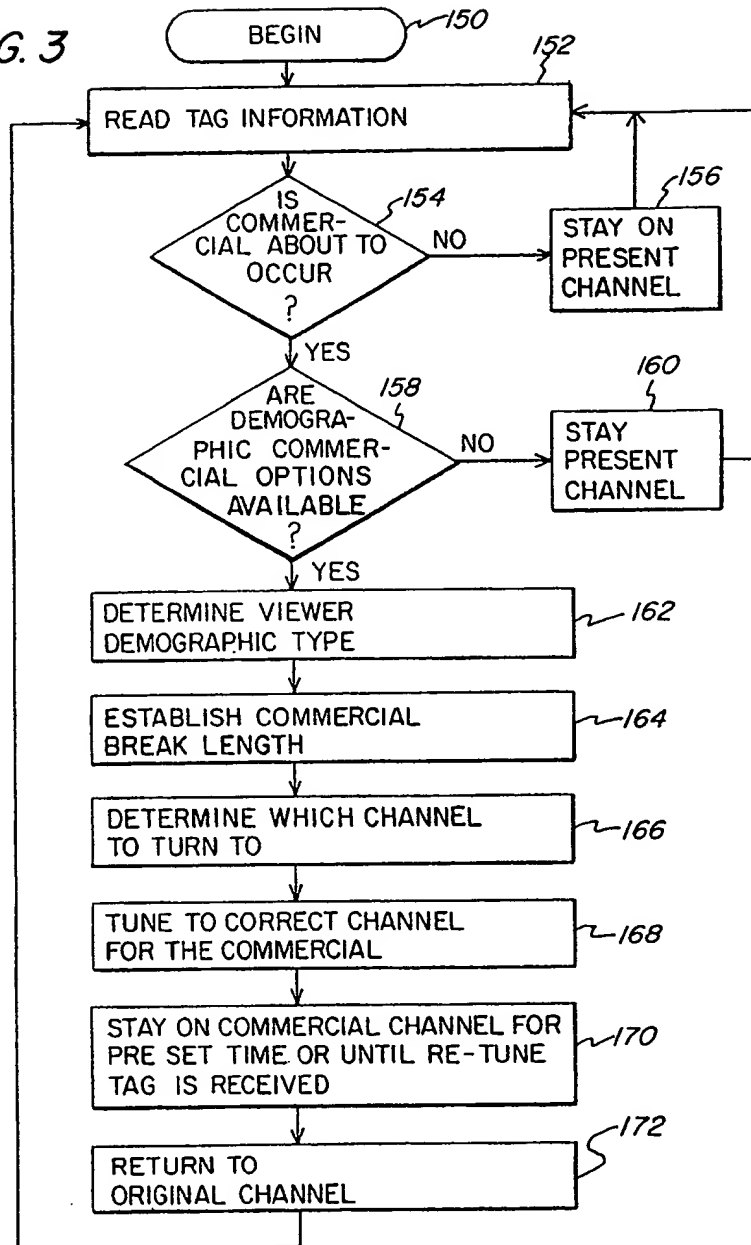 G. 3
BEGIN
150
152
READ TAG INFORMATION
IS
COMMER-
CIAL ABOUT TO
OCCUR
?
154
NO
156
STAY ON
PRESENT
CHANNEL
YES
ARE
DEMOGRA-
PHIC COMMER-
CIAL OPTIONS
AVAILABLE
?
158
NO
160
STAY
PRESENT
CHANNEL
YES
DETERMINE VIEWER
DEMOGRAPHIC TYPE
162
ESTABLISH COMMERCIAL
BREAK LENGTH
164
DETERMINE WHICH CHANNEL
TO TURN TO
166
TUNE TO CORRECT CHANNEL
FOR THE COMMERCIAL
168
STAY ON COMMERCIAL CHANNEL FOR
PRE SET TIME OR UNTIL RE-TUNE
TAG IS RECEIVED
170
RETURN TO
ORIGINAL CHANNEL
172